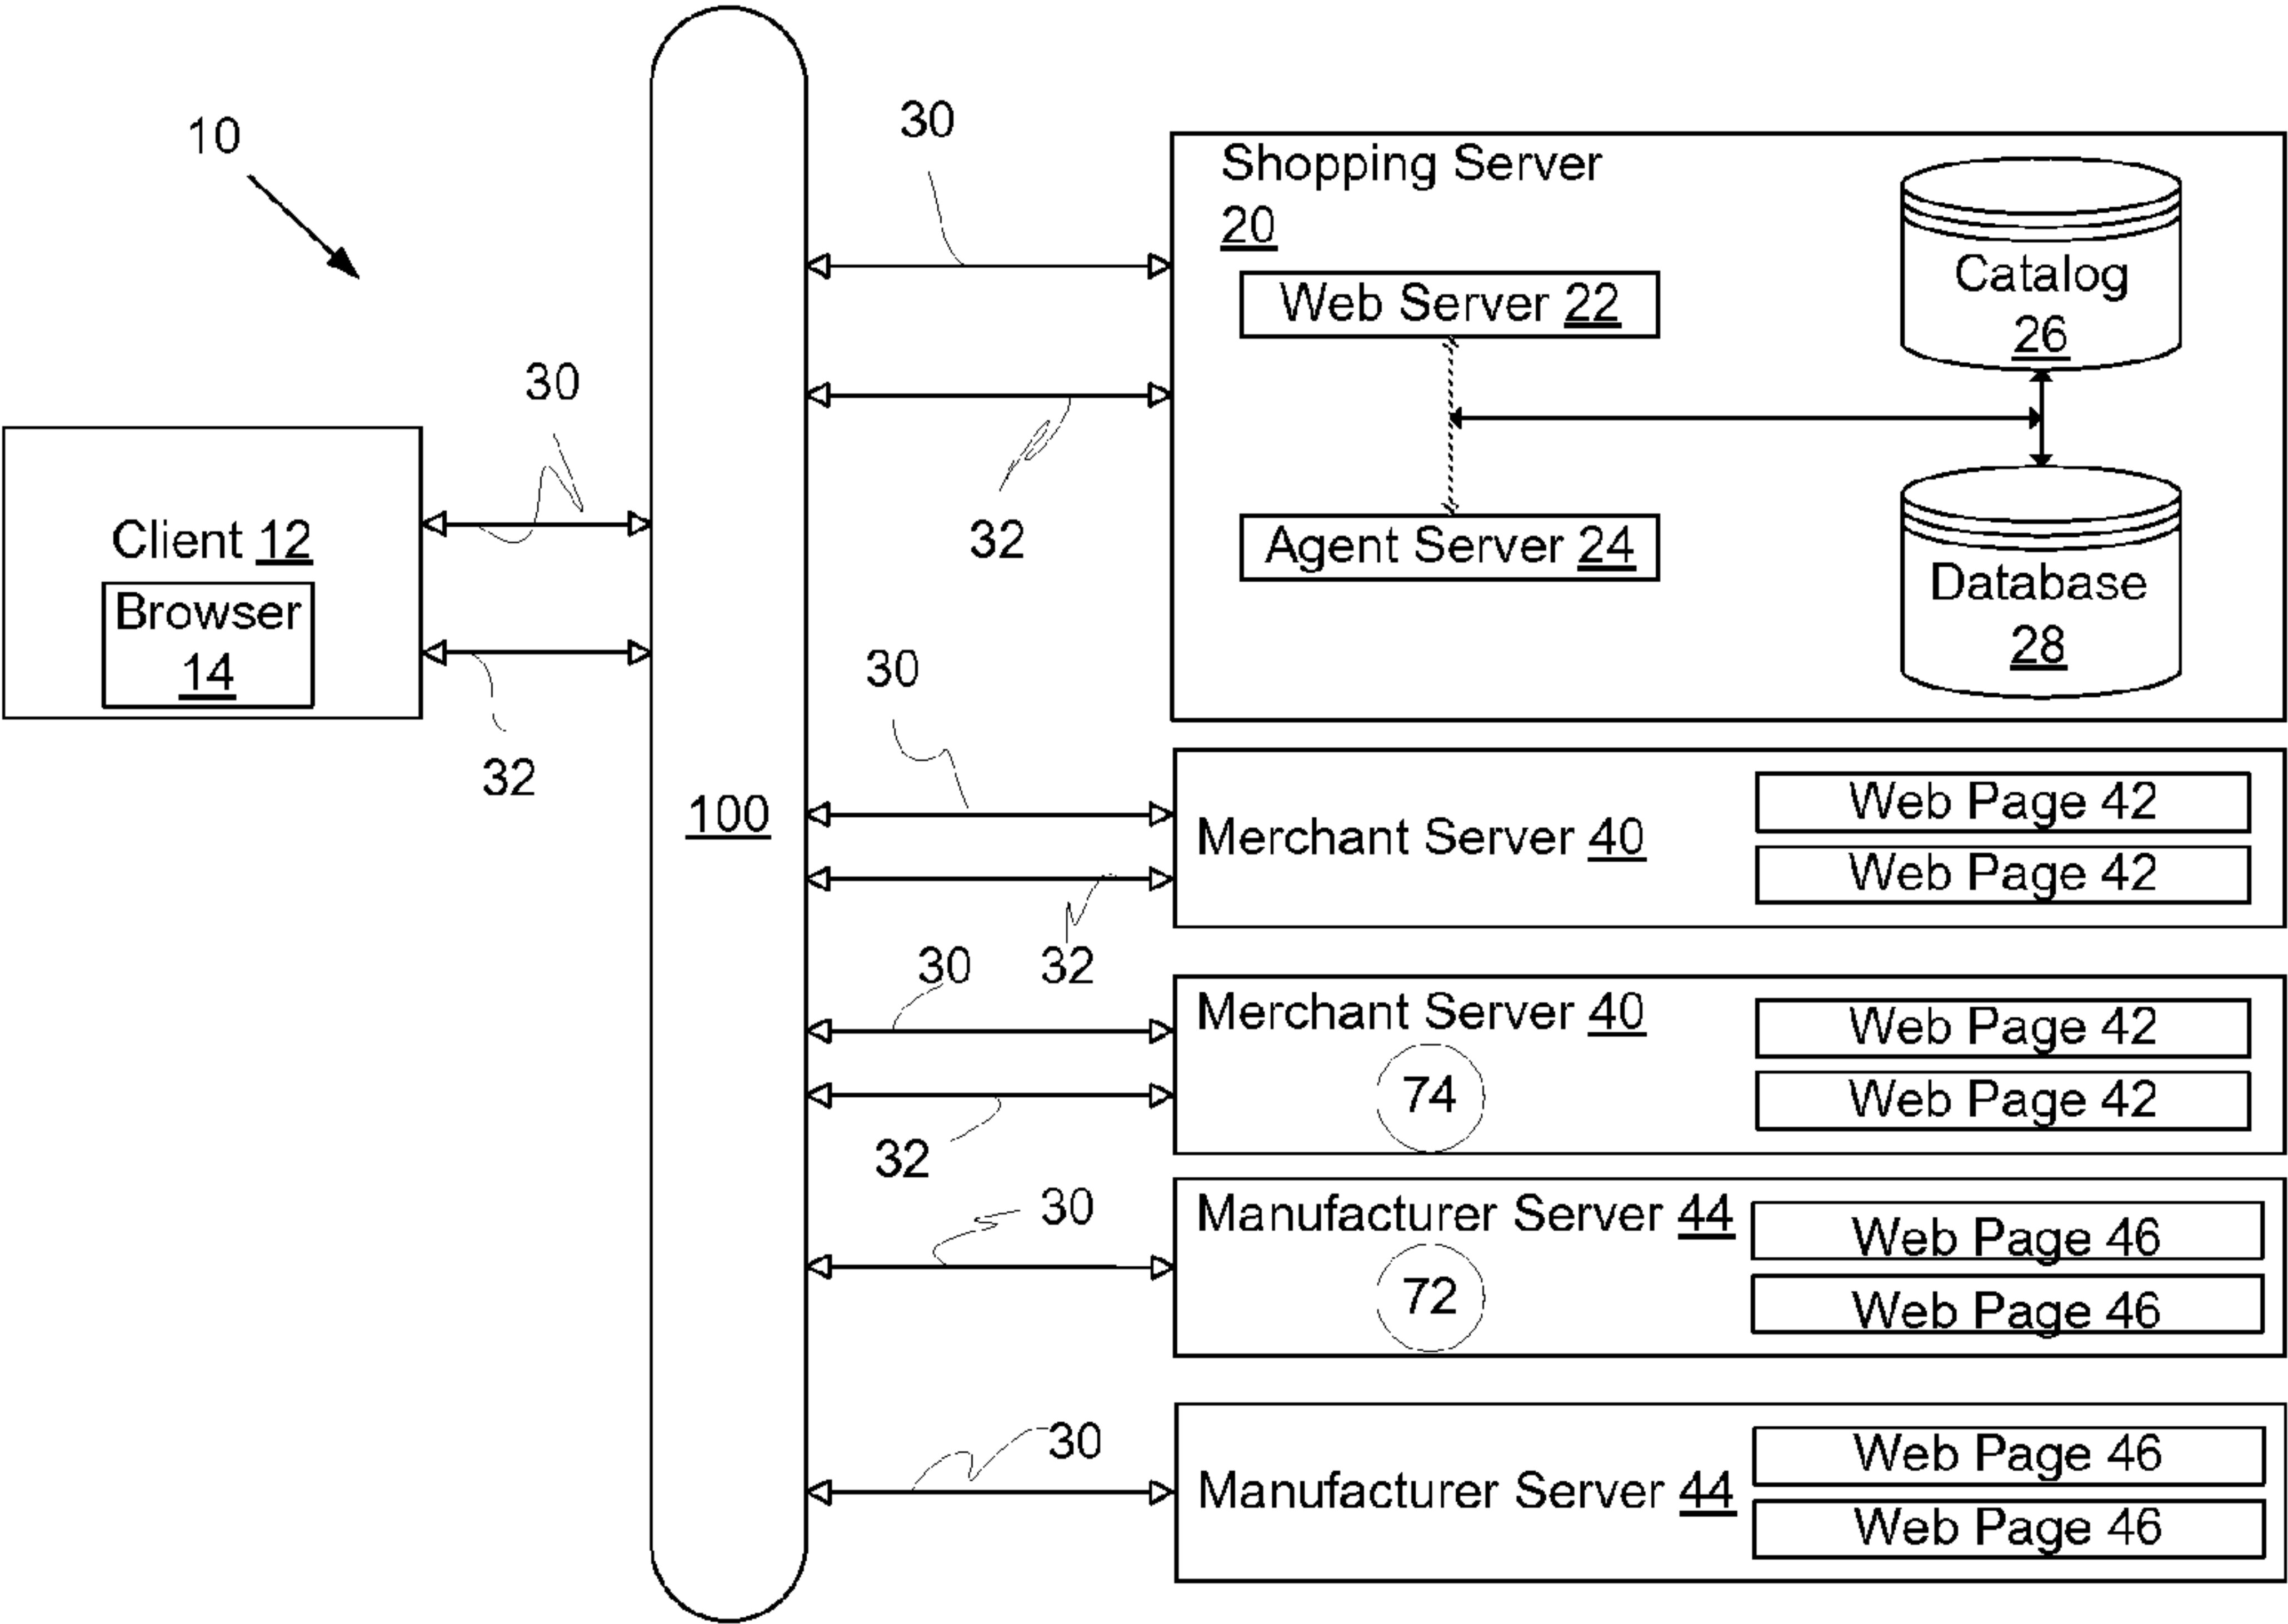 10
30
Shopping Server
20
Web Server 22
Catalog
26
30
32
Client 12
Browser
14
Agent Server 24
Database
28
32
30
100
Merchant Server 40
Web Page 42
Web Page 42
32
30
Merchant Server 40
74
Web Page 42
Web Page 42
32
30
Manufacturer Server 44
72
Web Page 46
Web Page 46
30
Manufacturer Server 44
Web Page 46
Web Page 46